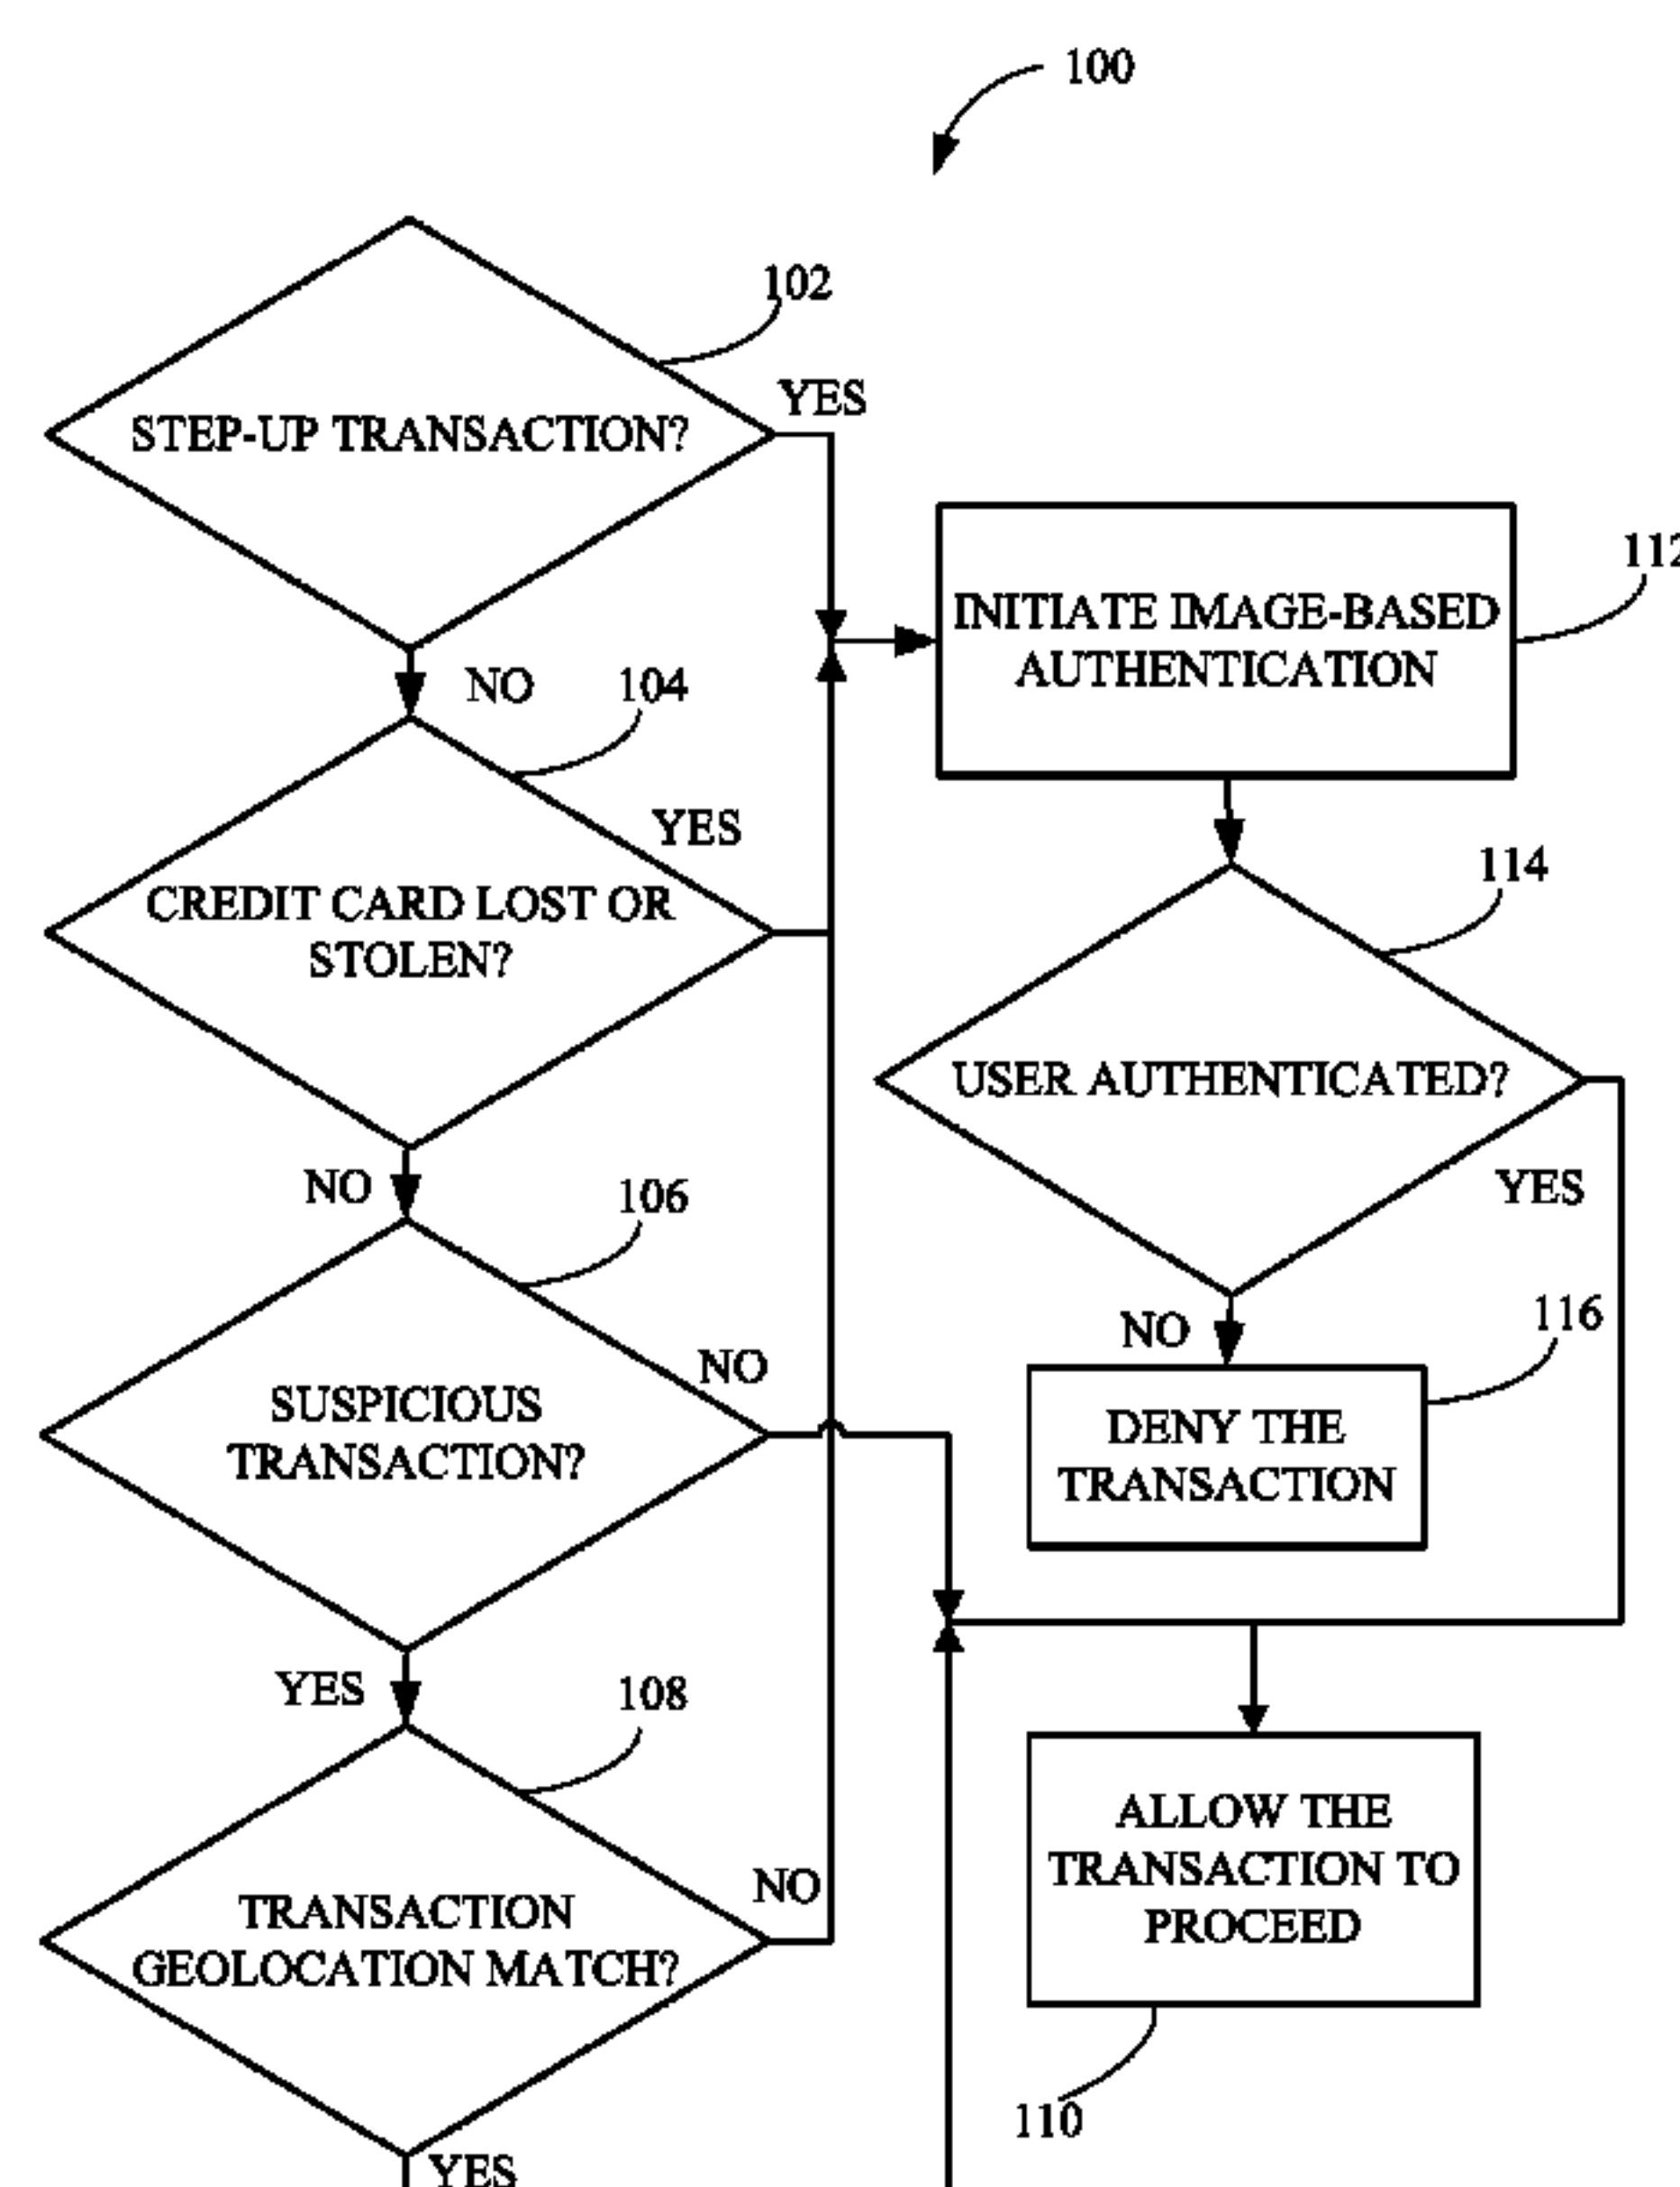 100
102
STEP-UP TRANSACTION?
YES
NO
104
YES
CREDIT CARD LOST OR
STOLEN?
NO
106
NO
SUSPICIOUS
TRANSACTION?
YES
108
NO
TRANSACTION
GEOLOCATION MATCH?
YES
112
INITIATE IMAGE-BASED
AUTHENTICATION
114
USER AUTHENTICATED?
YES
NO
116
DENY THE
TRANSACTION
ALLOW THE
TRANSACTION TO
PROCEED
110